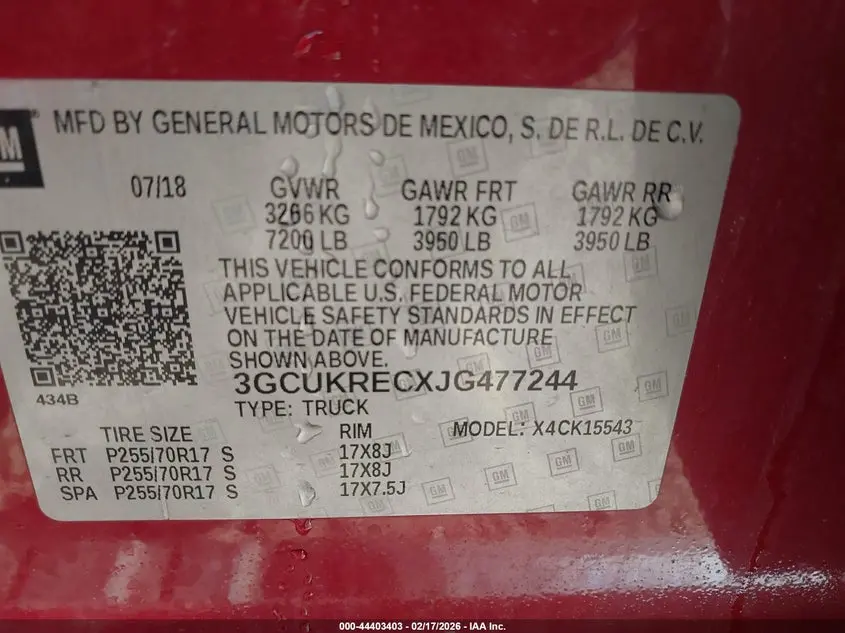 GM
MFD BY GENERAL MOTORS DE MEXICO, S. DE R.L. DE C.V.
07/18 GVWR GAWR FRT GAWR RR
3266 KG 1792 KG 1792 KG
7200 LB 3950 LB 3950 LB
THIS VEHICLE CONFORMS TO ALL
APPLICABLE U.S. FEDERAL MOTOR
VEHICLE SAFETY STANDARDS IN EFFECT
ON THE DATE OF MANUFACTURE
SHOWN ABOVE.
3GCUKRECXJG477244
434B
TYPE: TRUCK
TIRE SIZE RIM MODEL: X4CK15543
FRT P255/70R17 S 17X8J
RR P255/70R17 S 17X8J
SPA P255/70R17 S 17X7.5J
000-44403403 - 02/17/2026 - IAA Inc.